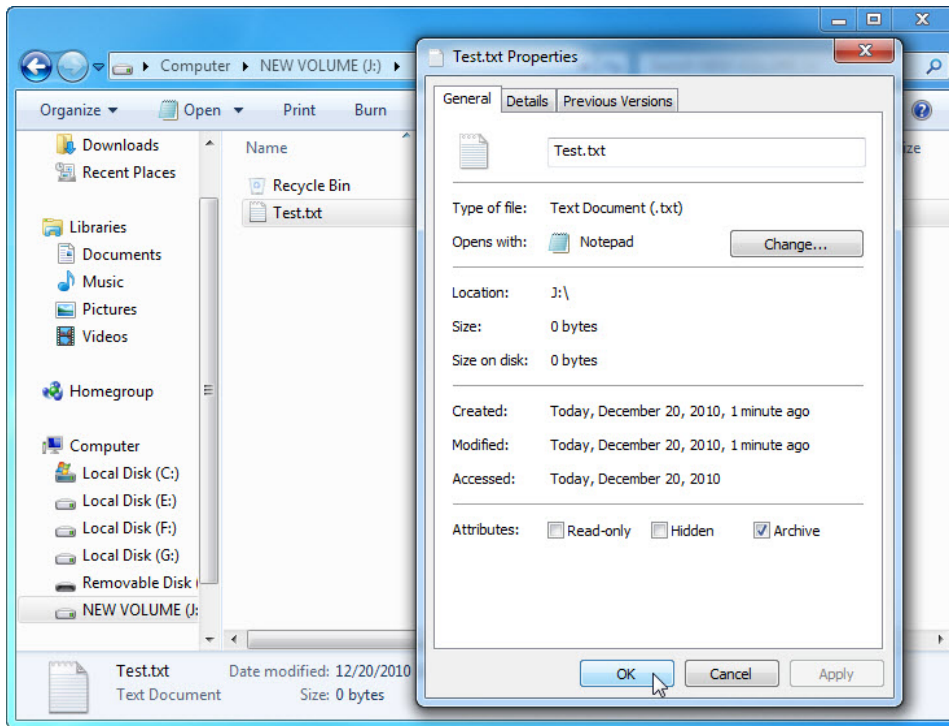 Computer NEW VOLUME (J:)
Organize Open Print Burn
Downloads
Recent Places
Libraries
Documents
Music
Pictures
Videos
Homegroup
Computer
Local Disk (C:)
Local Disk (E:)
Local Disk (F:)
Local Disk (G:)
Removable Disk (
NEW VOLUME (J:
Name
Recycle Bin
Test.txt
Test.txt Date modified: 12/20/2010
Text Document Size: 0 bytes
Test.txt Properties
General Details Previous Versions
Test.txt
Type of file: Text Document (.txt)
Opens with: Notepad Change...
Location: J:\
Size: 0 bytes
Size on disk: 0 bytes
Created: Today, December 20, 2010, 1 minute ago
Modified: Today, December 20, 2010, 1 minute ago
Accessed: Today, December 20, 2010
Attributes: Read-only Hidden Archive
OK Cancel Apply